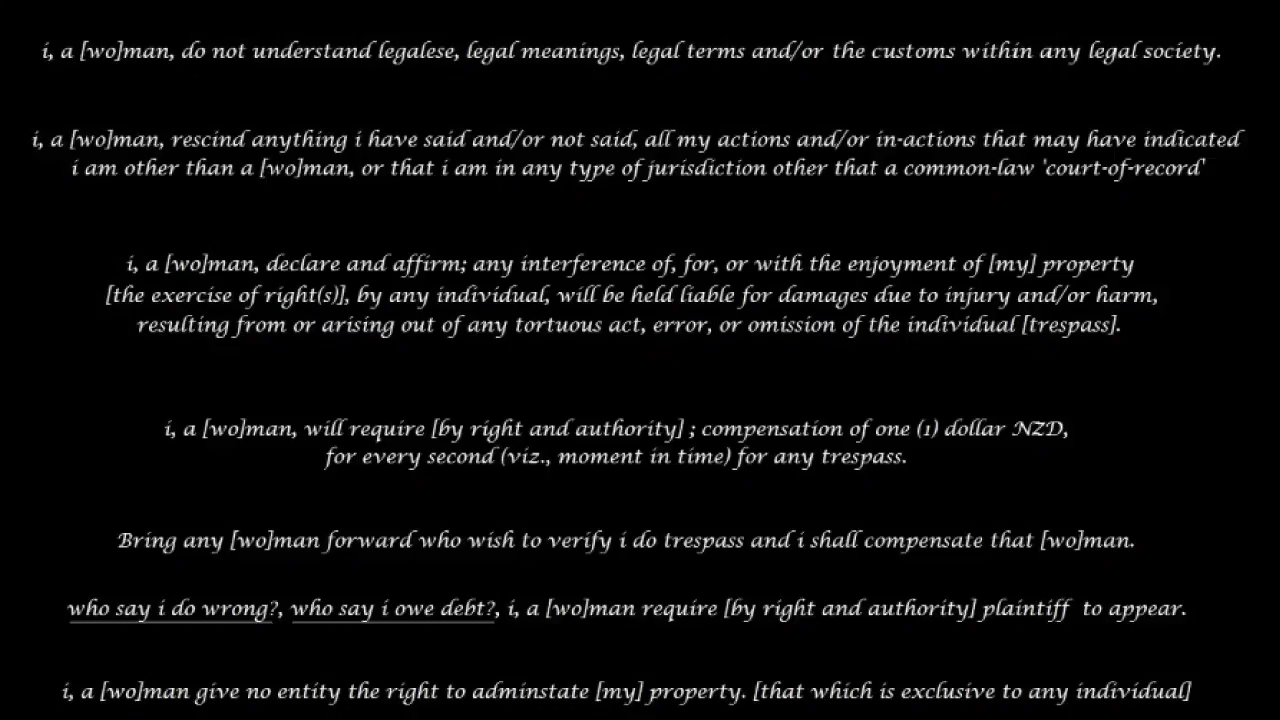 i, a [wo]man, do not understand legalese, legal meanings, legal terms and/or the customs within any legal society.
i, a [wo]man, rescind anything i have said and/or not said, all my actions and/or in-actions that may have indicated
i am other than a [wo]man, or that i am in any type of jurisdiction other that a common-law 'court-of-record'
i, a [wo]man, declare and affirm; any interference of, for, or with the enjoyment of [my] property
[the exercise of right(s)], by any individual, will be held liable for damages due to injury and/or harm,
resulting from or arising out of any tortuous act, error, or omission of the individual [trespass].
i, a [wo]man, will require [by right and authority] ; compensation of one (1) dollar NZD,
for every second (viz., moment in time) for any trespass.
Bring any [wo]man forward who wish to verify i do trespass and i shall compensate that [wo]man.
who say i do wrong?, who say i owe debt?, i, a [wo]man require [by right and authority] plaintiff to appear.
i, a [wo]man give no entity the right to adminstate [my] property. [that which is exclusive to any individual]